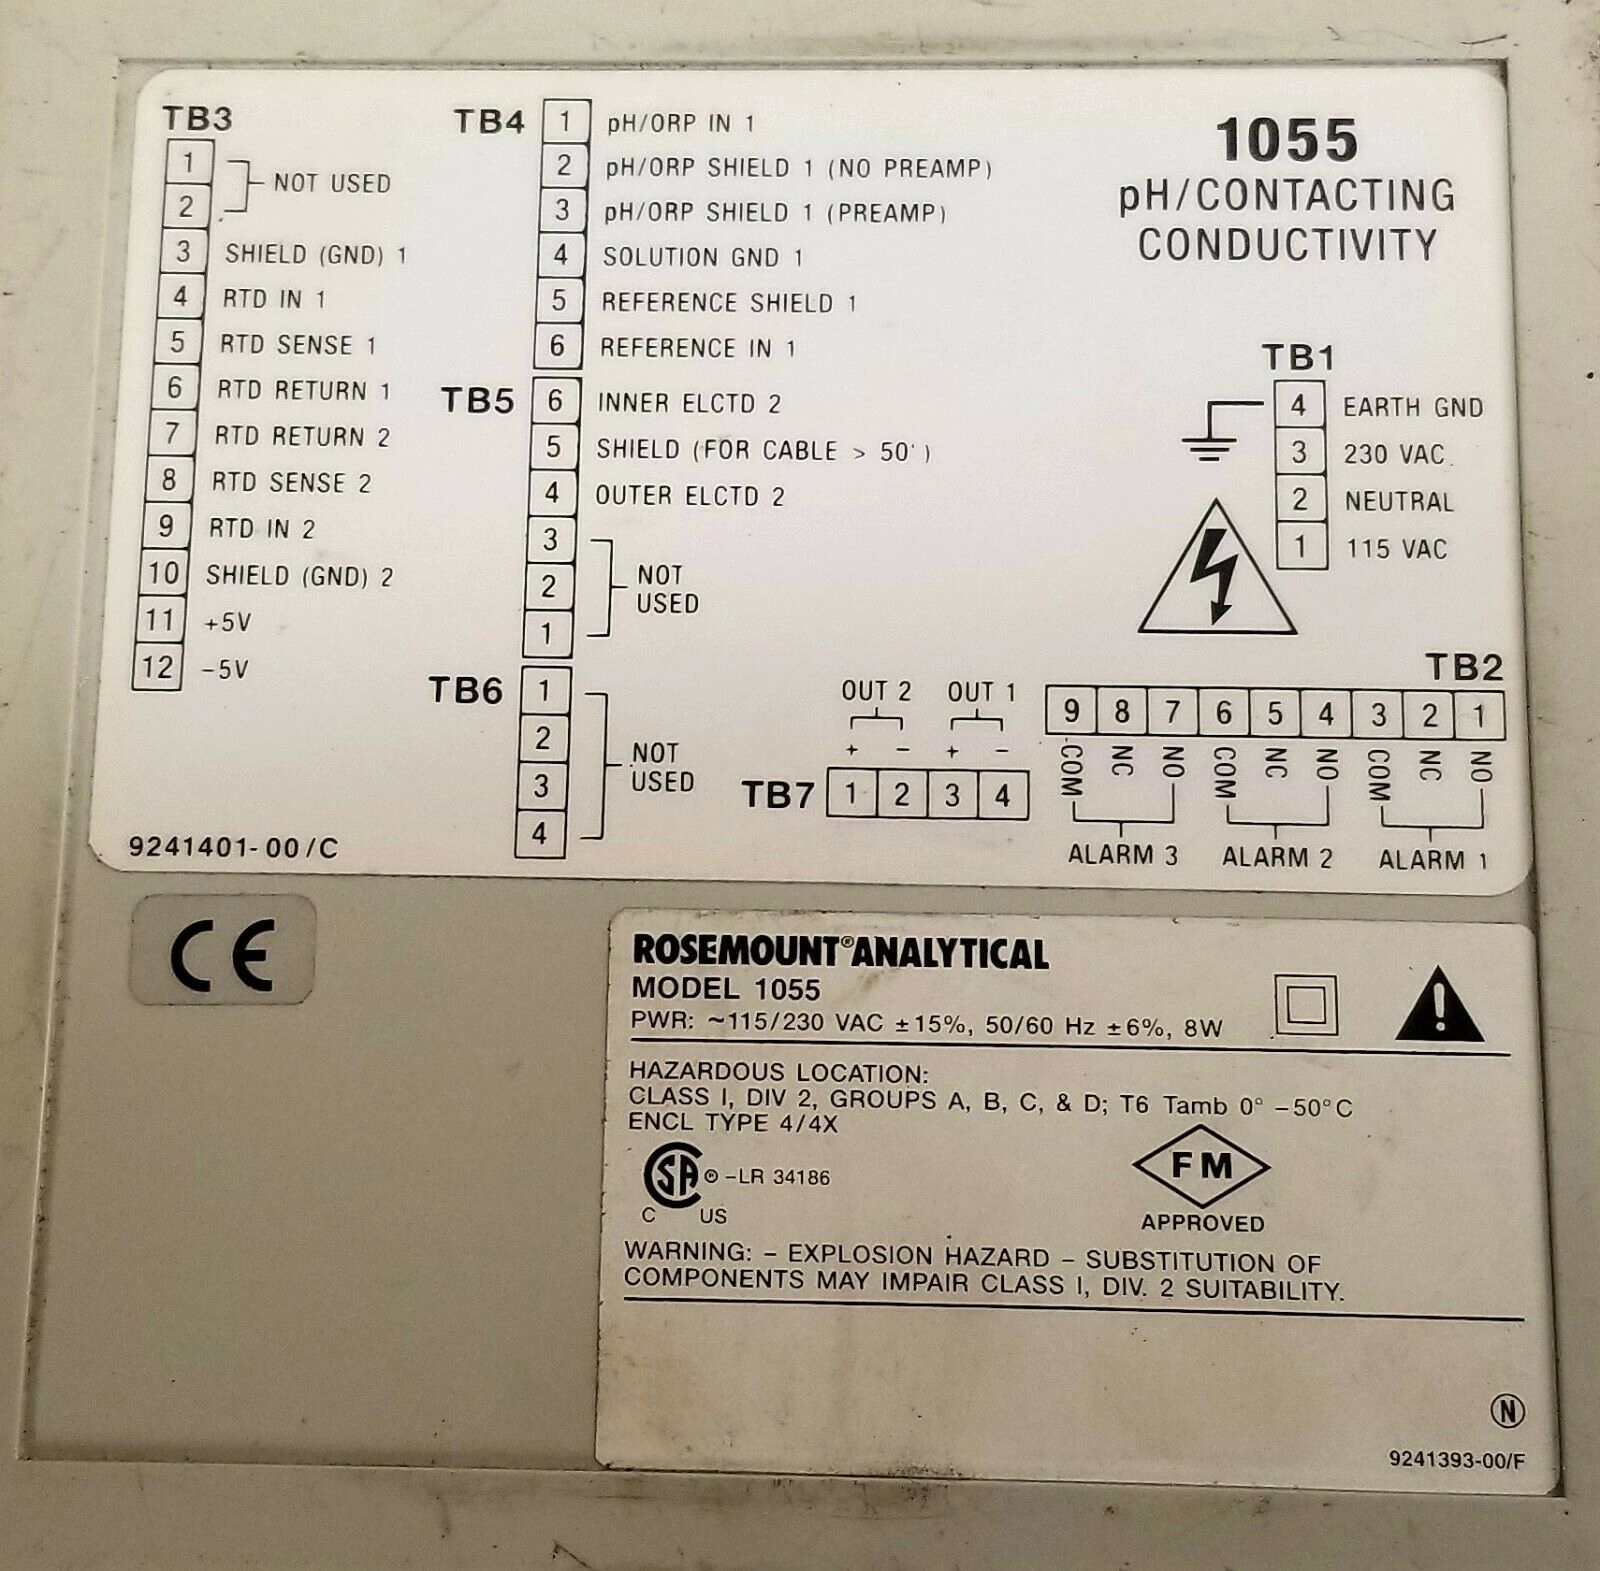 TB3
1
2
NOT USED
3 SHIELD (GND) 1
4 RTD IN 1
5 RTD SENSE 1
6 RTD RETURN 1
7 RTD RETURN 2
8 RTD SENSE 2
9 RTD IN 2
10 SHIELD (GND) 2
11 +5V
12 -5V
TB4
1 pH/ORP IN 1
2 pH/ORP SHIELD 1 (NO PREAMP)
3 pH/ORP SHIELD 1 (PREAMP)
4 SOLUTION GND 1
5 REFERENCE SHIELD 1
6 REFERENCE IN 1
TB5
6 INNER ELCTD 2
5 SHIELD (FOR CABLE > 50')
4 OUTER ELCTD 2
3
2
1
NOT
USED
TB6
1
2
3
4
NOT
USED
1055
pH/CONTACTING
CONDUCTIVITY
TB1
4 EARTH GND
3 230 VAC
2 NEUTRAL
1 115 VAC
TB2
9 8 7 6 5 4 3 2 1
COM NC NO COM NC NO COM NC NO
ALARM 3 ALARM 2 ALARM 1
OUT 2 OUT 1
+ - + -
TB7 1 2 3 4
9241401-00/C
CE
ROSEMOUNT® ANALYTICAL
MODEL 1055
PWR: ~115/230 VAC ±15%, 50/60 Hz ±6%, 8W
HAZARDOUS LOCATION:
CLASS I, DIV 2, GROUPS A, B, C, & D; T6 Tamb 0° -50°C
ENCL TYPE 4/4X
SA ® -LR 34186
C US
FM
APPROVED
WARNING: - EXPLOSION HAZARD - SUBSTITUTION OF
COMPONENTS MAY IMPAIR CLASS I, DIV. 2 SUITABILITY.
N
9241393-00/F